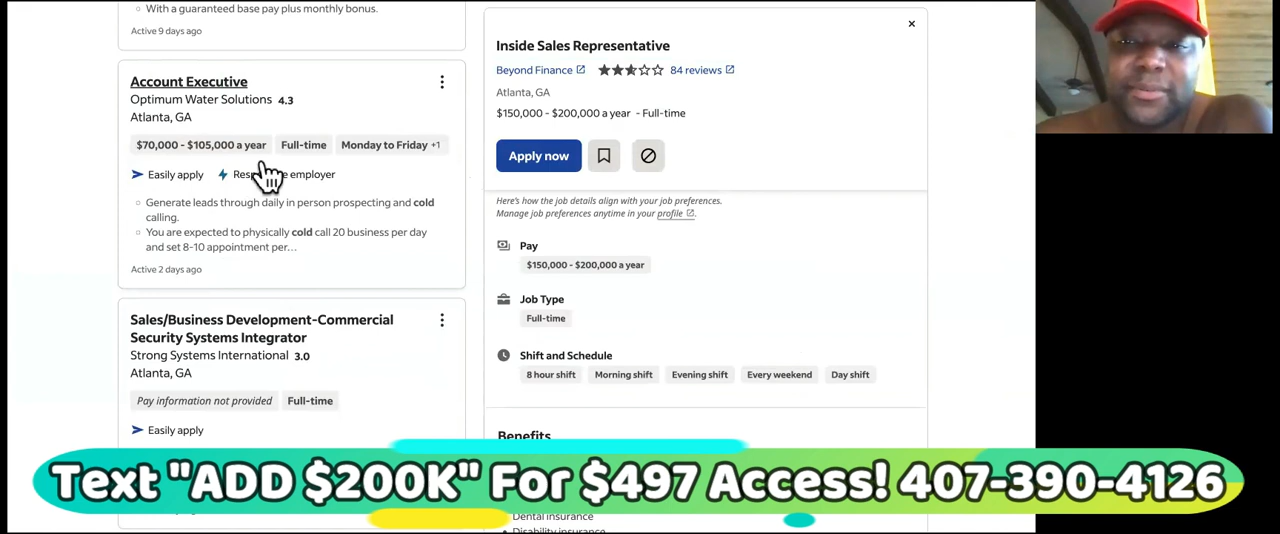 With a guaranteed base pay plus monthly bonus.
Active 9 days ago
Account Executive
Optimum Water Solutions 4.3
Atlanta, GA
$70,000 - $105,000 a year Full-time Monday to Friday +1
Easily apply employer
Generate leads through daily in person prospecting and cold
calling.
You are expected to physically cold call 20 business per day
and set 8-10 appointment per...
Active 2 days ago
Sales/Business Development-Commercial
Security Systems Integrator
Strong Systems International 3.0
Atlanta, GA
Pay information not provided Full-time
Easily apply
Inside Sales Representative
Beyond Finance 84 reviews
Atlanta, GA
$150,000 - $200,000 a year - Full-time
Apply now
Here's how the job details align with your job preferences.
Manage job preferences anytime in your profile.
Pay
$150,000 - $200,000 a year
Job Type
Full-time
Shift and Schedule
8 hour shift Morning shift Evening shift Every weekend Day shift
Benefits
Dental insurance
Disability insurance
Text "ADD $200K" For $497 Access! 407-390-4126